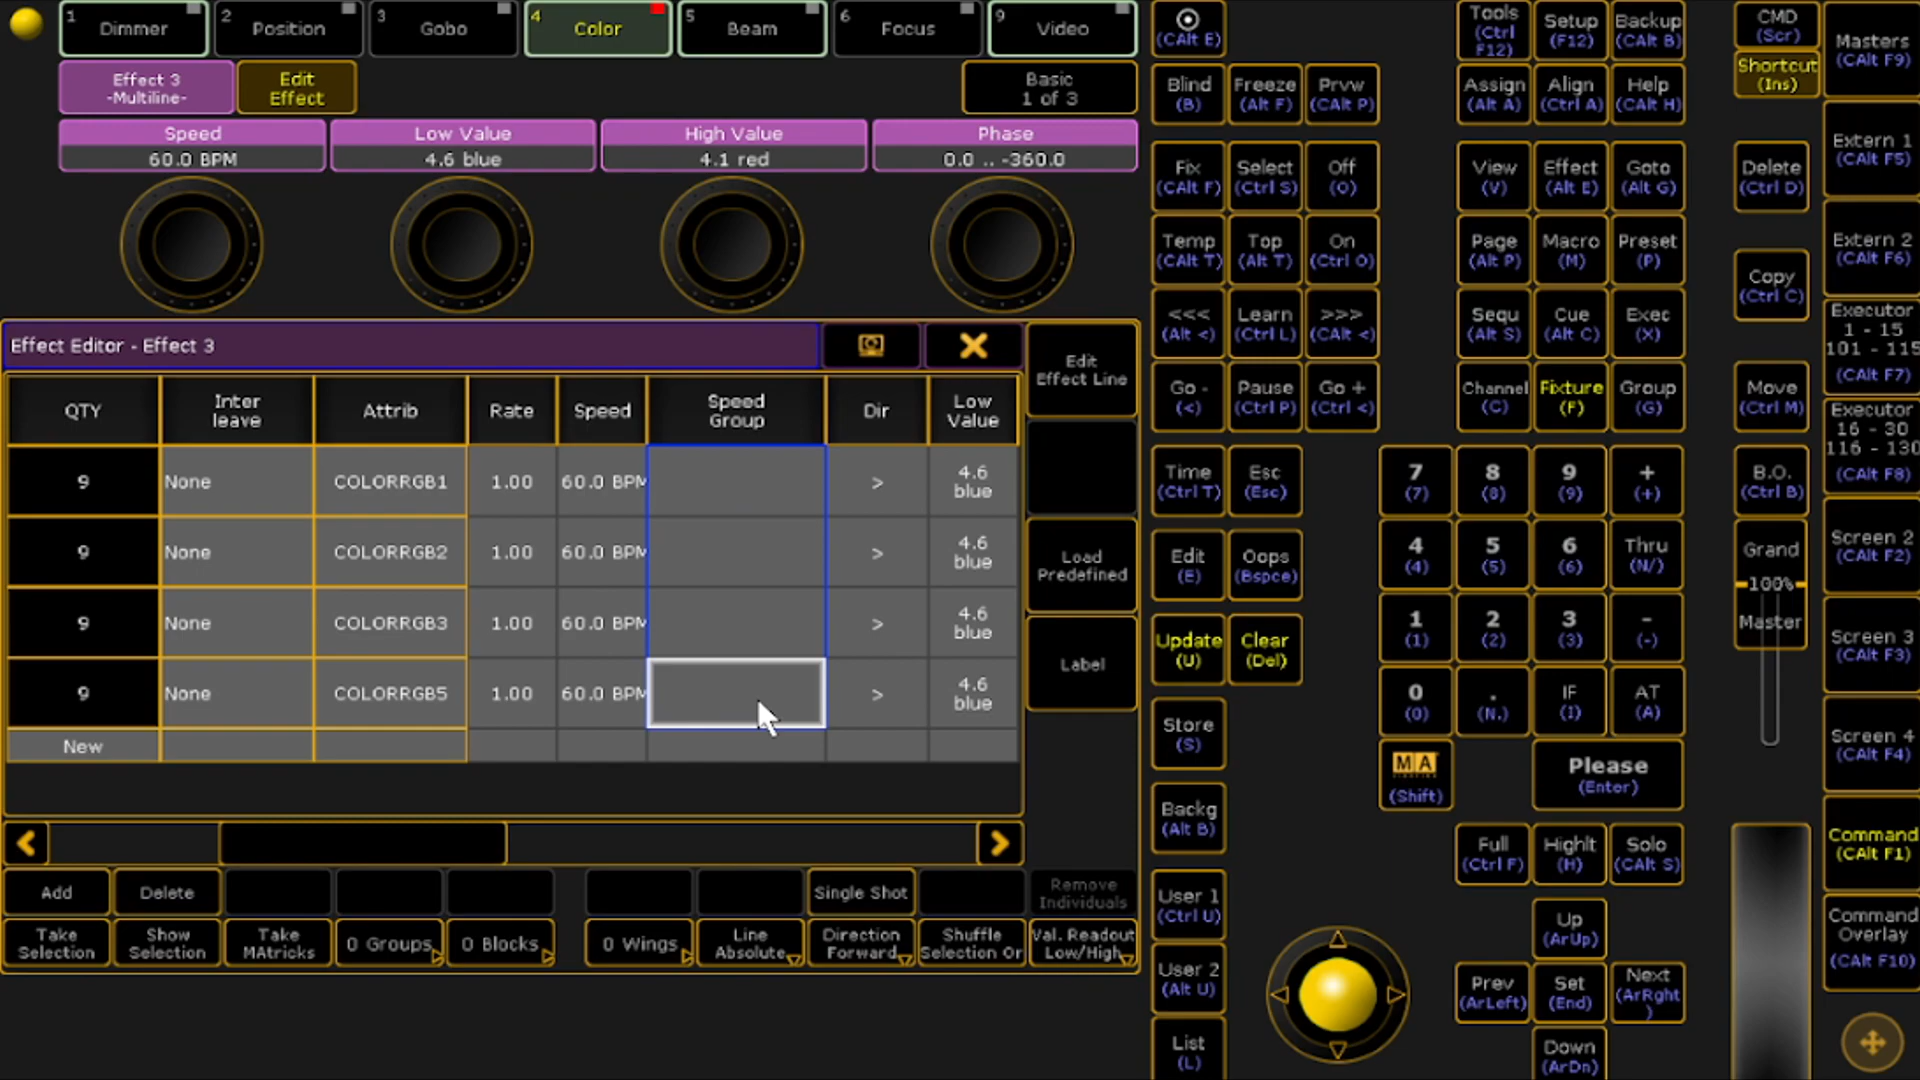 1 Dimmer
2 Position
3 Gobo
4 Color
5 Beam
6 Focus
9 Video
Effect 3
-Multiline-
Edit
Effect
Basic
1 of 3
Speed
60.0 BPM
Low Value
4.6 blue
High Value
4.1 red
Phase
0.0 .. -360.0
Effect Editor - Effect 3
QTY
Inter
leave
Attrib
Rate
Speed
Speed
Group
Dir
Low
Value
9 None COLORRGB1 1.00 60.0 BPM > 4.6 blue
9 None COLORRGB2 1.00 60.0 BPM > 4.6 blue
9 None COLORRGB3 1.00 60.0 BPM > 4.6 blue
9 None COLORRGB5 1.00 60.0 BPM > 4.6 blue
New
Edit
Effect Line
Load
Predefined
Label
Add
Delete
Single Shot
Remove
Individuals
Take
Selection
Show
Selection
Take
MAtricks
0 Groups
0 Blocks
0 Wings
Line
Absolute
Direction
Forward
Shuffle
Selection Or
Val. Readout
Low/High
(CAlt E)
Tools
(Ctrl
F12)
Setup
(F12)
Backup
(CAlt B)
Blind
(B)
Freeze
(Alt F)
Prvw
(CAlt P)
Assign
(Alt A)
Align
(Ctrl A)
Help
(CAlt H)
Fix
(CAlt F)
Select
(Ctrl S)
Off
(O)
View
(V)
Effect
(Alt E)
Goto
(Alt G)
Temp
(CAlt T)
Top
(Alt T)
On
(Ctrl O)
Page
(Alt P)
Macro
(M)
Preset
(P)
<<<
(Alt <)
Learn
(Ctrl L)
>>>
(CAlt <)
Sequ
(Alt S)
Cue
(Alt C)
Exec
(X)
Go -
(<)
Pause
(Ctrl P)
Go +
(Ctrl <)
Channel
(C)
Fixture
(F)
Group
(G)
Time
(Ctrl T)
Esc
(Esc)
7
(7)
8
(8)
9
(9)
+
(+)
Edit
(E)
Oops
(Bspce)
4
(4)
5
(5)
6
(6)
Thru
(N/)
Update
(U)
Clear
(Del)
1
(1)
2
(2)
3
(3)
-
(-)
Store
(S)
0
(0)
.
(N.)
IF
(I)
AT
(A)
MA
(Shift)
Please
(Enter)
Backg
(Alt B)
Full
(Ctrl F)
Highlt
(H)
Solo
(CAlt S)
User 1
(Ctrl U)
Up
(ArUp)
User 2
(Alt U)
Prev
(ArLeft)
Set
(End)
Next
(ArRght
)
List
(L)
Down
(ArDn)
CMD
(Scr)
Shortcut
(Ins)
Delete
(Ctrl D)
Copy
(Ctrl C)
Move
(Ctrl M)
B.O.
(Ctrl B)
Grand
100%
Master
Masters
(CAlt F9)
Extern 1
(CAlt F5)
Extern 2
(CAlt F6)
Executor
1 - 15
101 - 115
(CAlt F7)
Executor
16 - 30
116 - 130
(CAlt F8)
Screen 2
(CAlt F2)
Screen 3
(CAlt F3)
Screen 4
(CAlt F4)
Command
(CAlt F1)
Command
Overlay
(CAlt F10)